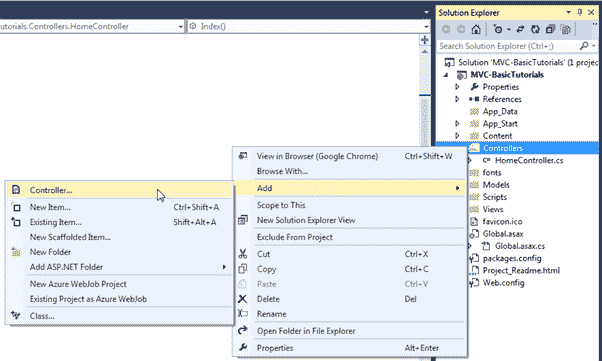 utorials.Controllers.HomeController
Index()
Solution Explorer
Search Solution Explorer (Ctrl+;)
Solution 'MVC-BasicTutorials' (1 projec
MVC-BasicTutorials
Properties
References
App_Data
App_Start
Content
Controllers
HomeController.cs
fonts
Models
Scripts
Views
favicon.ico
Global.asax
Global.asax.cs
packages.config
Project_Readme.html
Web.config
View in Browser (Google Chrome) Ctrl+Shift+W
Browse With...
Add
Scope to This
New Solution Explorer View
Exclude From Project
Cut Ctrl+X
Copy Ctrl+C
Paste Ctrl+V
Delete Del
Rename
Open Folder in File Explorer
Properties Alt+Enter
Controller...
New Item... Ctrl+Shift+A
Existing Item... Shift+Alt+A
New Scaffolded Item...
New Folder
Add ASP.NET Folder
New Azure WebJob Project
Existing Project as Azure WebJob
Class...